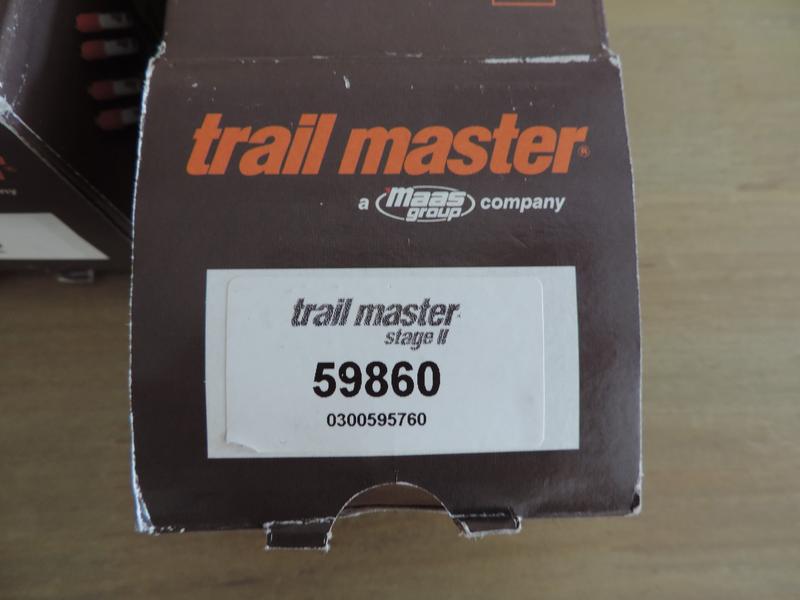 trail master®
a maas group company
trail master
stage II
59860
0300595760